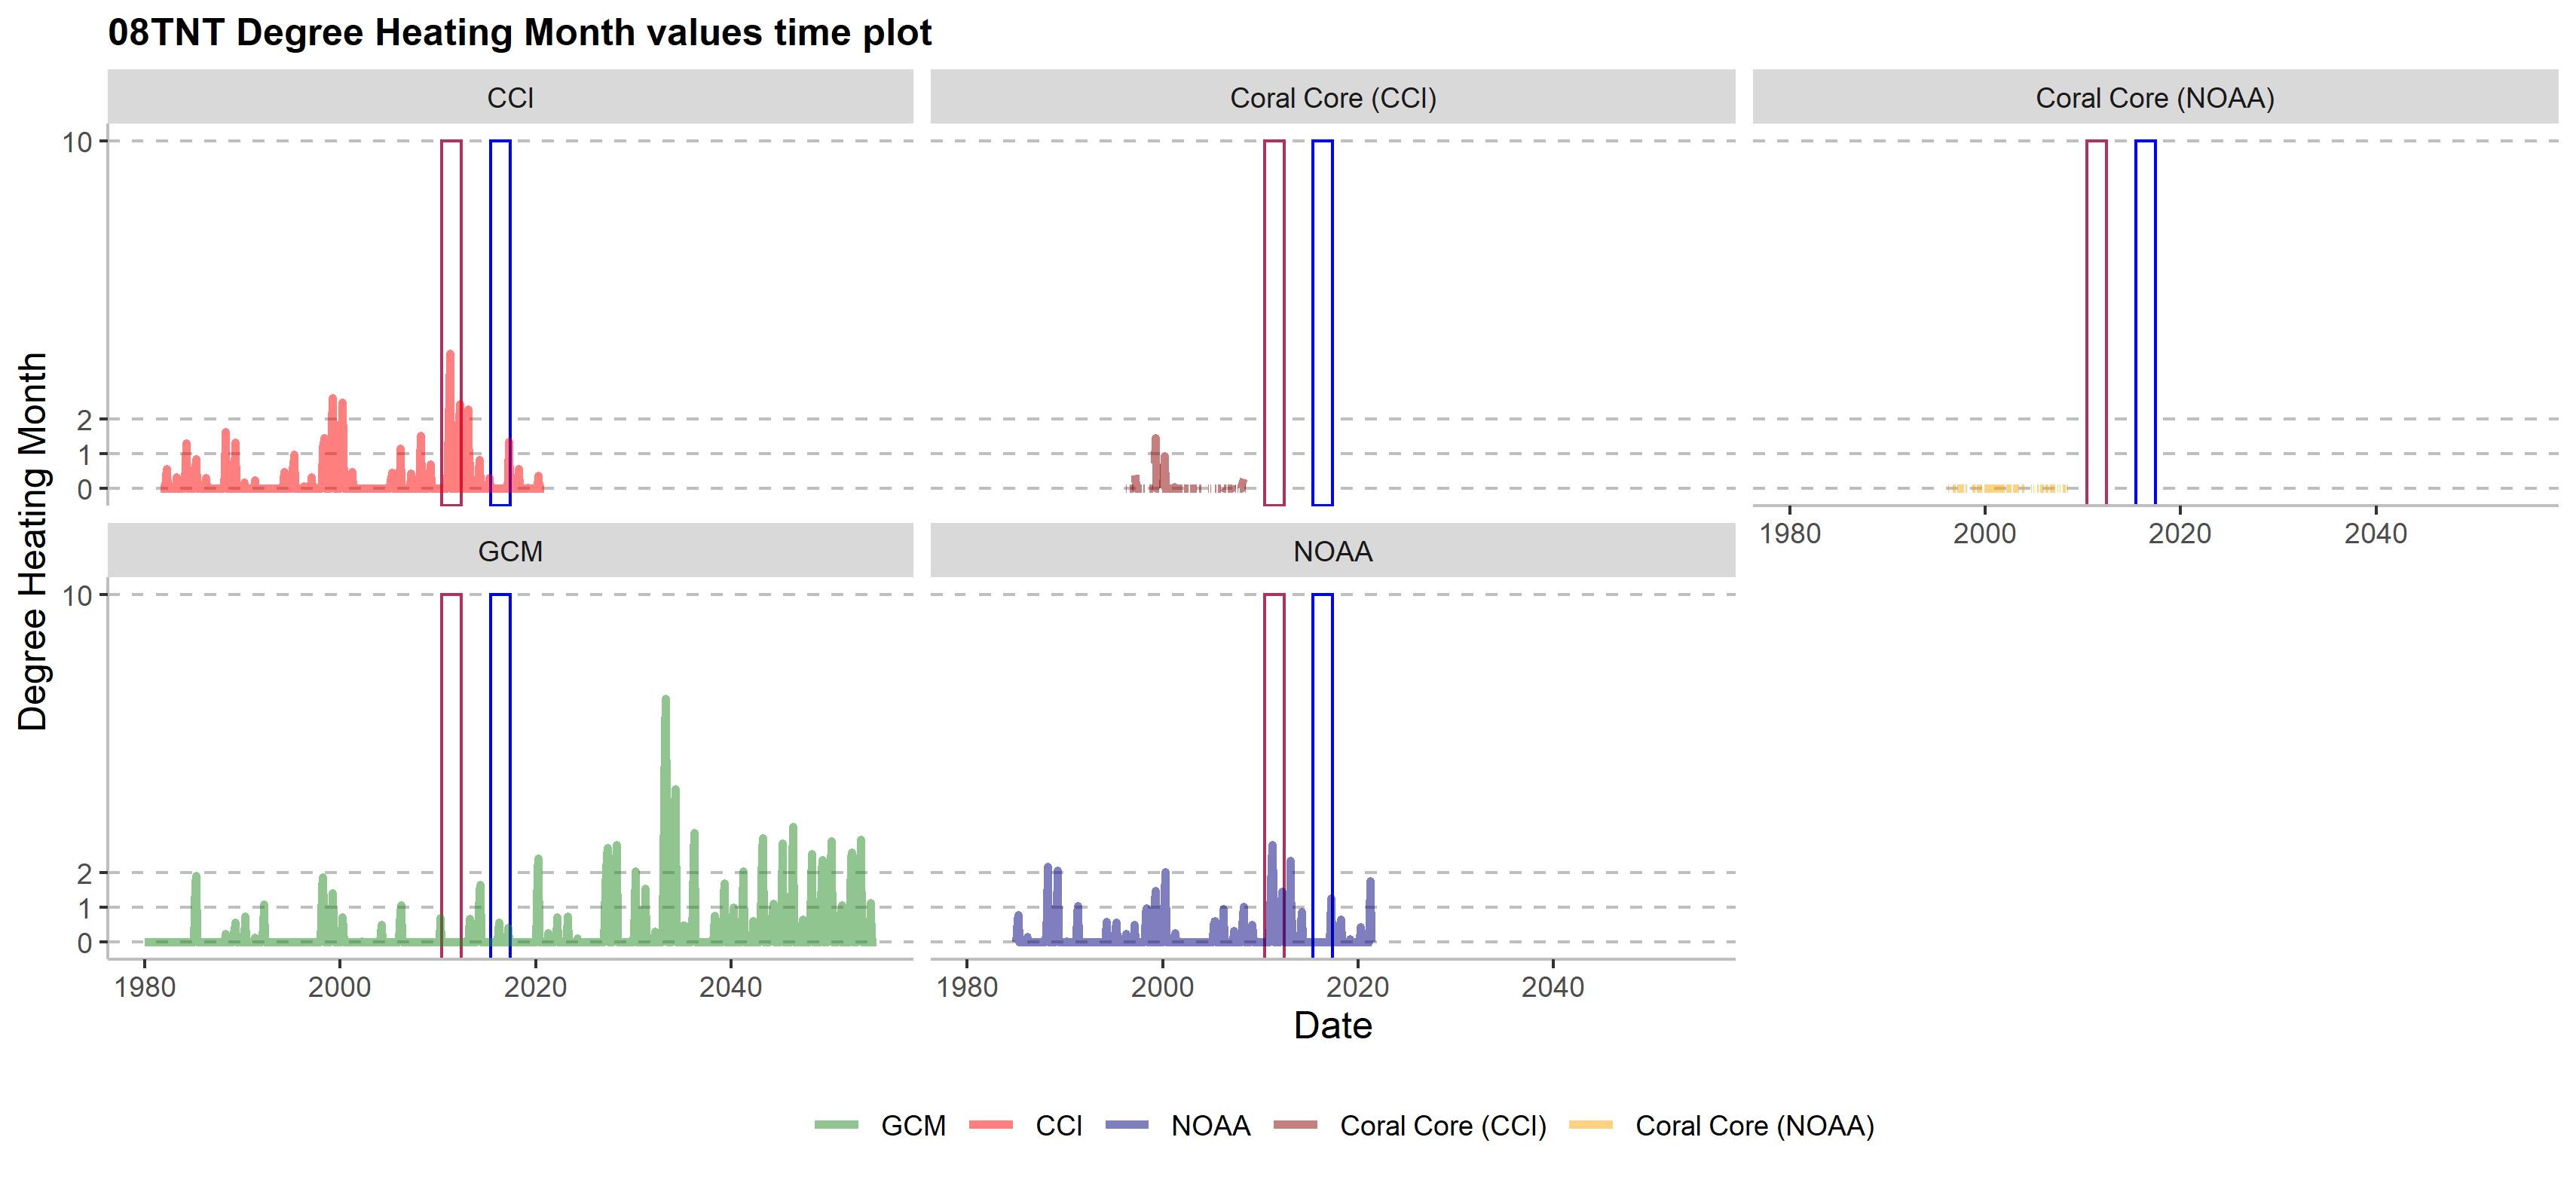 08TNT Degree Heating Month values time plot
CCI
Coral Core (CCI)
Coral Core (NOAA)
10
2
1
0
1980 2000 2020 2040
GCM
NOAA
10
2
1
0
1980 2000 2020 2040
1980 2000 2020 2040
Degree Heating Month
Date
GCM CCI NOAA Coral Core (CCI) Coral Core (NOAA)